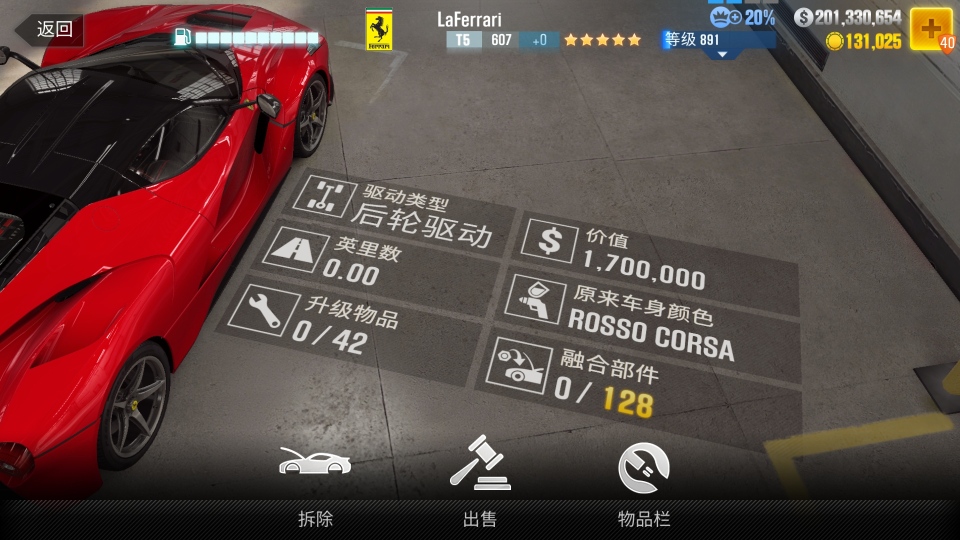 返回
LaFerrari
T5 607 +0
20%
201,330,654
等级 891
131,025
40
驱动类型
后轮驱动
英里数
0.00
升级物品
0/42
价值
1,700,000
原来车身颜色
ROSSO CORSA
融合部件
0/ 128
拆除
出售
物品栏